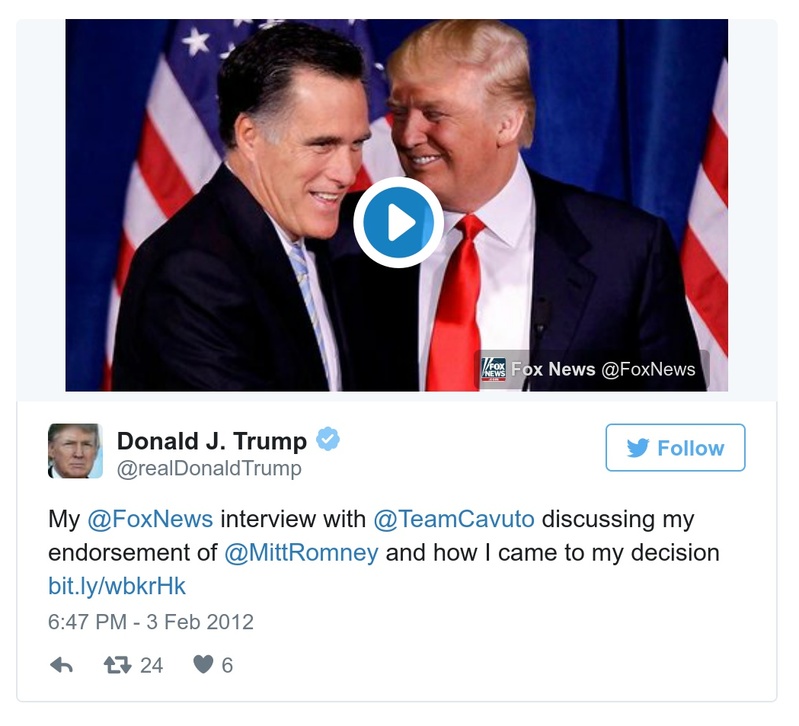 FOX
NEWS
Fox News @FoxNews
Donald J. Trump
@realDonaldTrump
Follow
My @FoxNews interview with @TeamCavuto discussing my
endorsement of @MittRomney and how I came to my decision
bit.ly/wbkrHk
6:47 PM - 3 Feb 2012
24 6